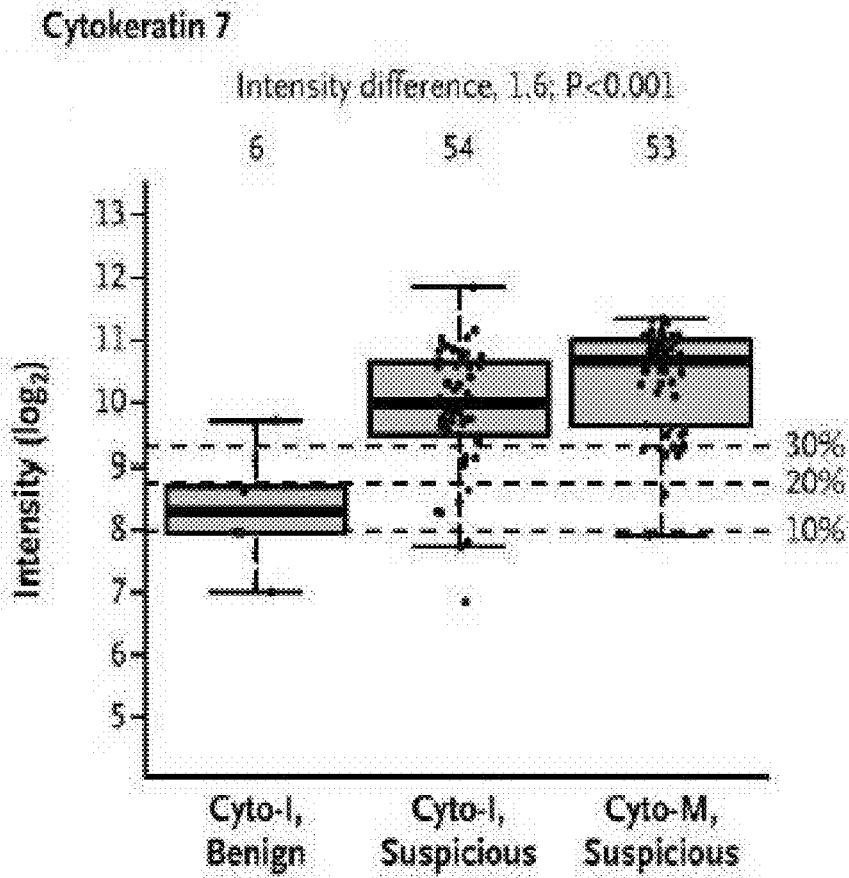 Cytokeratin 7
Intensity difference, 1.6; P<0.001
6 54 53
13
12
11
10
9
8
7
6
5
Intensity (log₂)
30%
20%
10%
Cyto-I, Benign
Cyto-I, Suspicious
Cyto-M, Suspicious